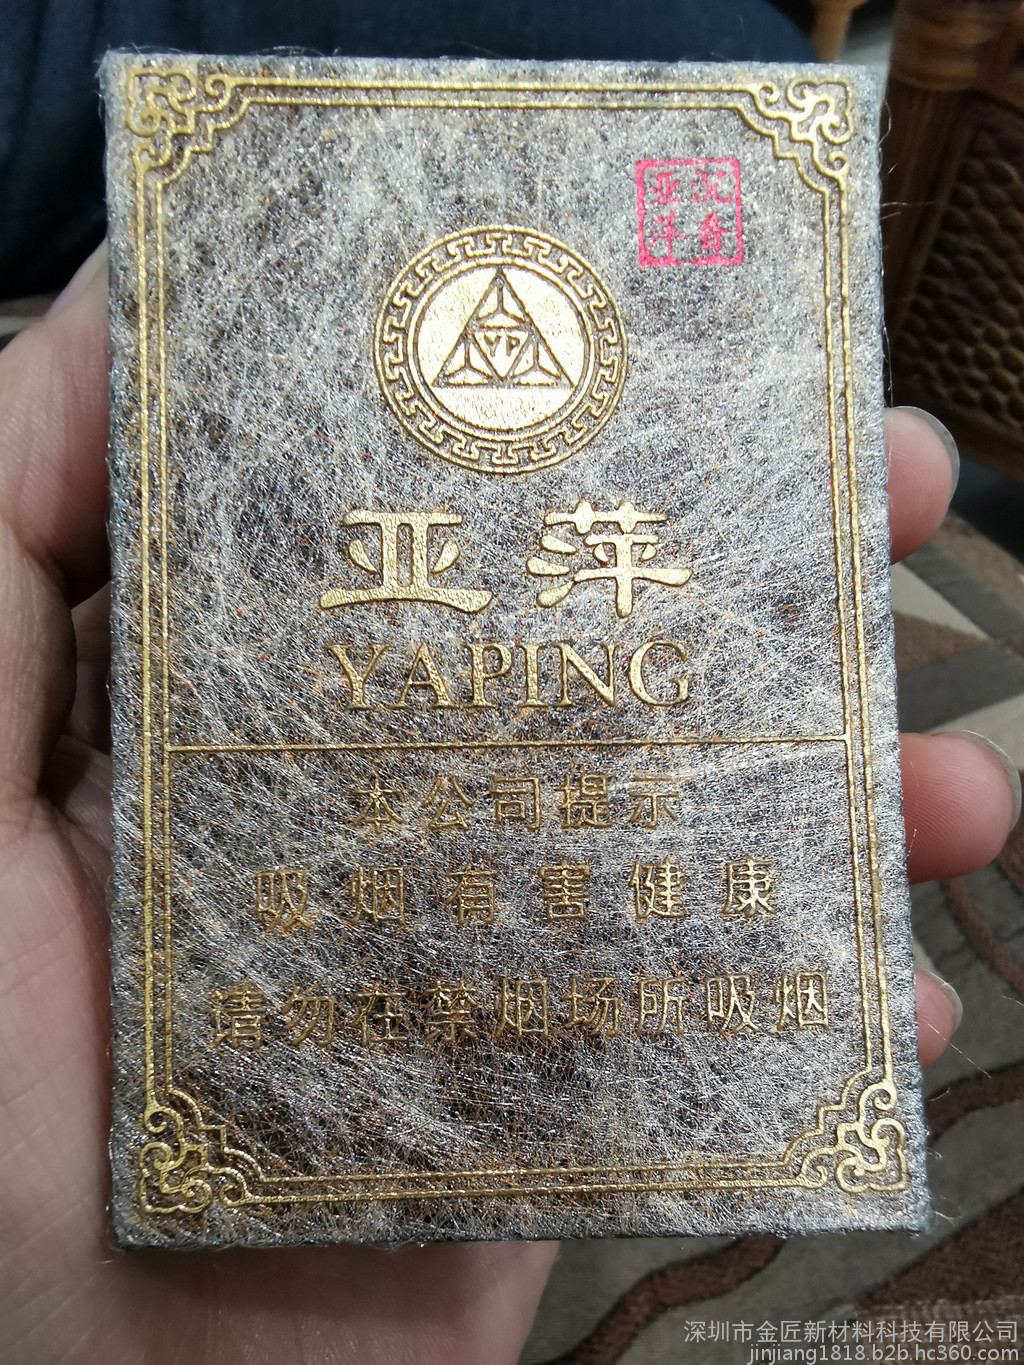 亚沉
萍香
YP
亚萍
YAPING
本公司提示
吸烟有害健康
请勿在禁烟场所吸烟
深圳市金匠新材料科技有限公司
jinjiang1818.b2b.hc360.com